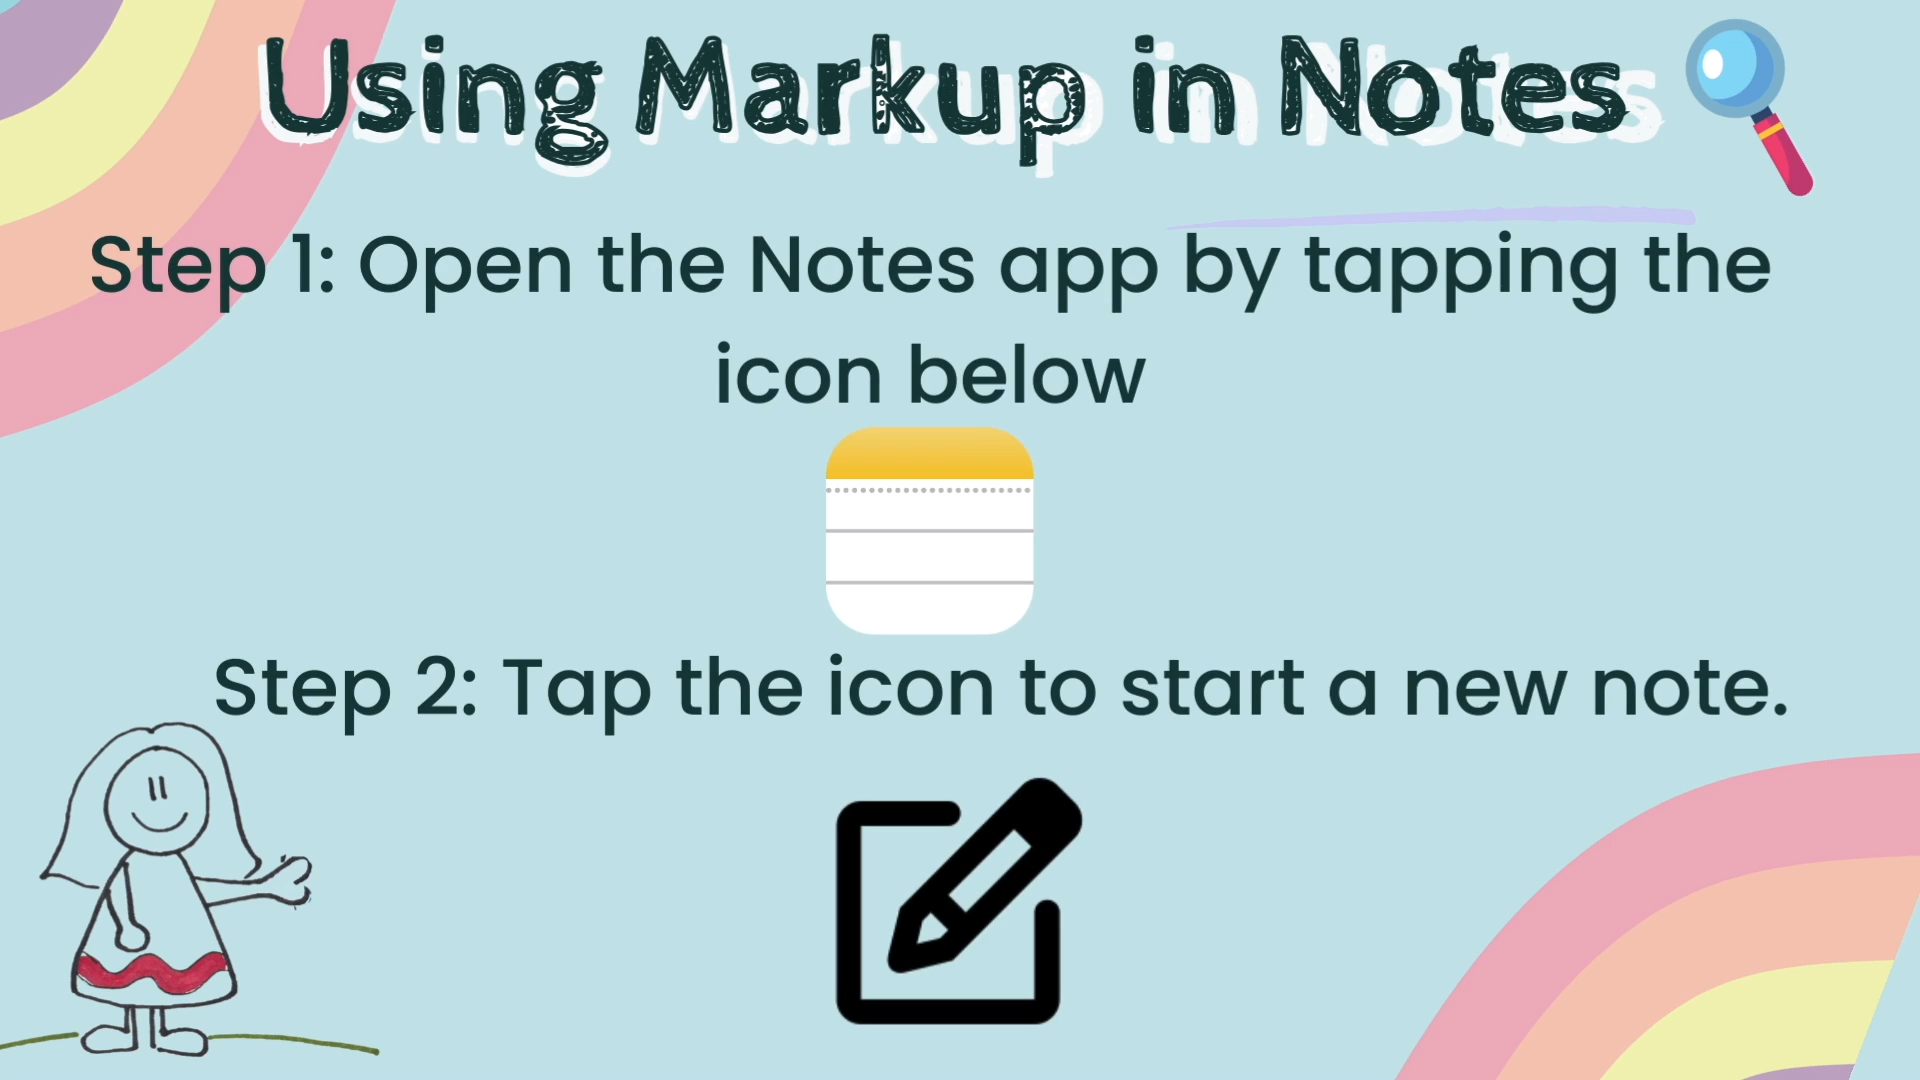 Using Markup in Notes
Step 1: Open the Notes app by tapping the
icon below
Step 2: Tap the icon to start a new note.